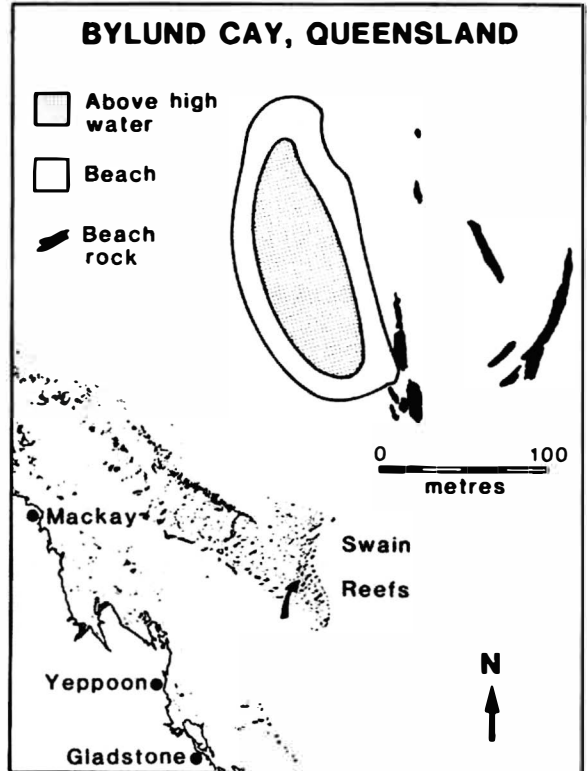 BYLUND CAY, QUEENSLAND
Above high
water
Beach
Beach
rock
0 100
metres
Mackay
Swain
Reefs
Yeppoon
N
Gladstone